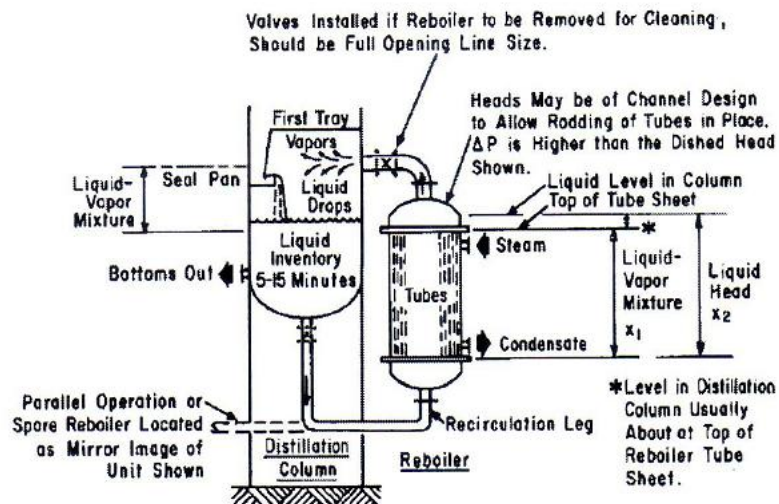 Valves Installed if Reboiler to be Removed for Cleaning,
Should be Full Opening Line Size.
Heads May be of Channel Design
to Allow Rodding of Tubes in Place.
ΔP is Higher than the Dished Head
Shown.
First Tray
Vapors
Seal Pan
Liquid-
Vapor
Mixture
Liquid
Drops
Liquid Level in Column
Top of Tube Sheet
*
Liquid
Inventory
5-15 Minutes
Bottoms Out
Steam
Tubes
Liquid-
Vapor
Mixture
x1
Liquid
Head
x2
Condensate
Parallel Operation or
Spare Reboiler Located
as Mirror Image of
Unit Shown
Distillation
Column
Reboiler
Recirculation Leg
*Level in Distillation
Column Usually
About at Top of
Reboiler Tube
Sheet.